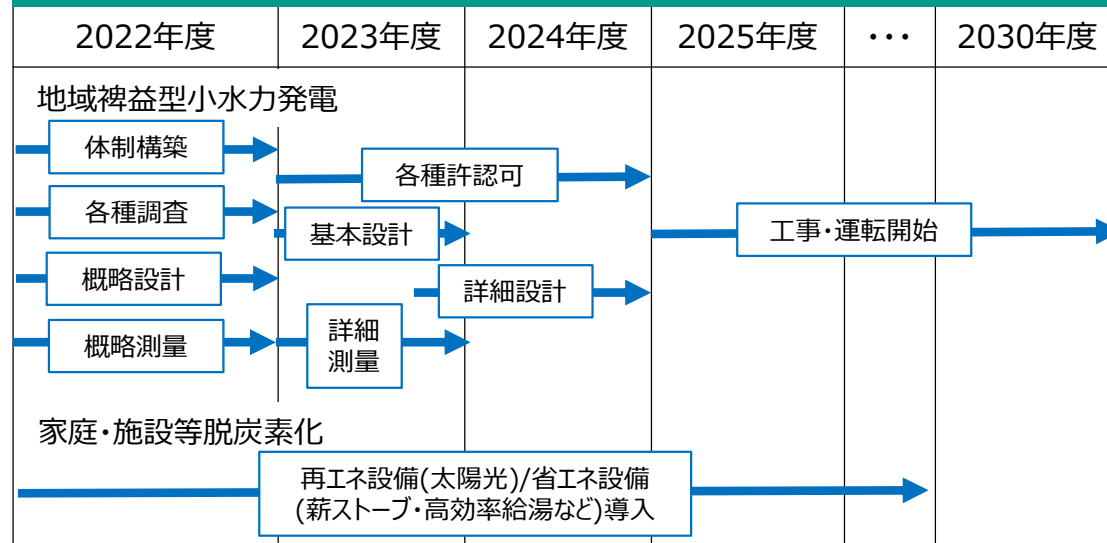 2022年度 2023年度 2024年度 2025年度 ・・・ 2030年度
地域裨益型小水力発電
体制構築
各種許認可
各種調査
基本設計
工事・運転開始
概略設計
詳細設計
概略測量
詳細
測量
家庭・施設等脱炭素化
再エネ設備(太陽光)/省エネ設備
(薪ストーブ・高効率給湯など)導入